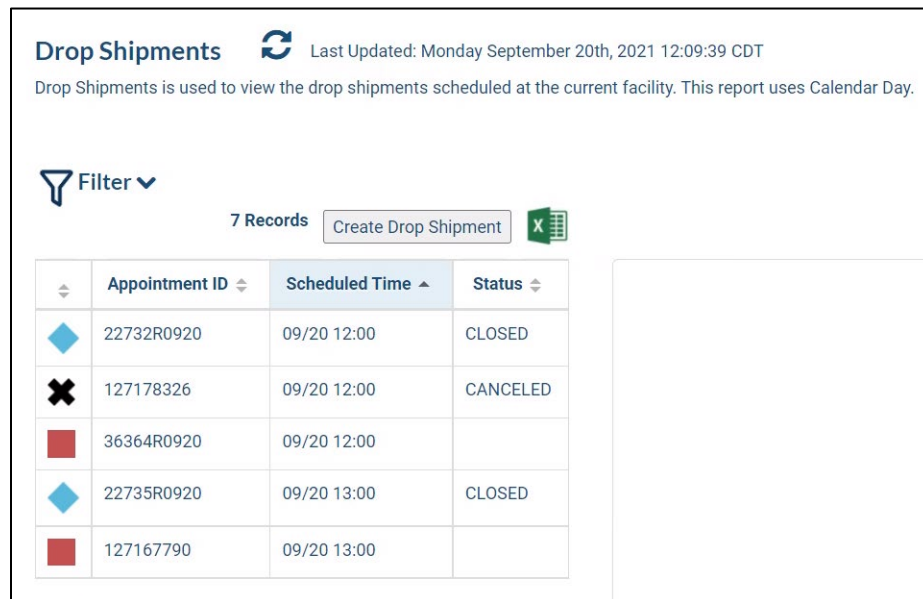 Drop Shipments Last Updated: Monday September 20th, 2021 12:09:39 CDT
Drop Shipments is used to view the drop shipments scheduled at the current facility. This report uses Calendar Day.
Filter
7 Records Create Drop Shipment X
Appointment ID Scheduled Time Status
22732R0920 09/20 12:00 CLOSED
127178326 09/20 12:00 CANCELED
36364R0920 09/20 12:00
22735R0920 09/20 13:00 CLOSED
127167790 09/20 13:00